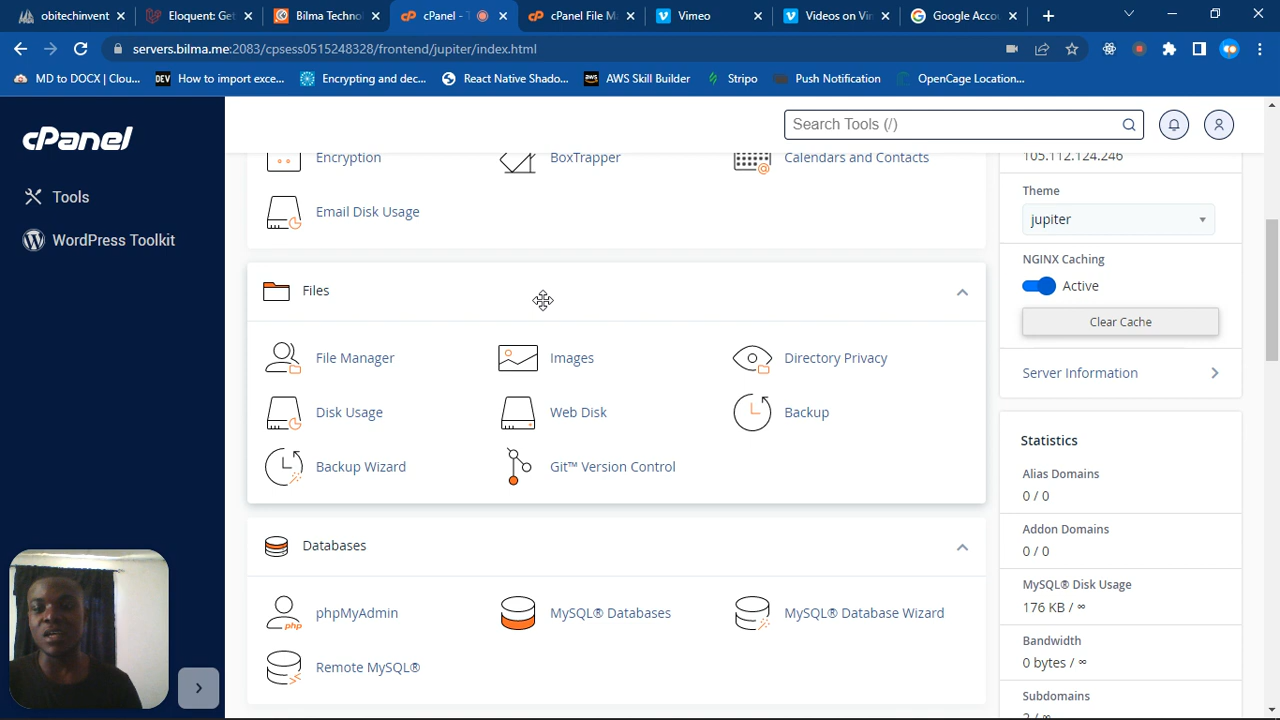 obitechinvent
Eloquent: Get
Bilma Techno
cPanel - T
cPanel File M
Vimeo
Videos on Vin
Google Accou
servers.bilma.me:2083/cpsess0515248328/frontend/jupiter/index.html
MD to DOCX | Clou...
DEV
How to import exce...
Encrypting and dec...
React Native Shado...
aws
AWS Skill Builder
Stripo
Push Notification
OpenCage Location...
cPanel
Search Tools (/)
Tools
WordPress Toolkit
Encryption
BoxTrapper
Calendars and Contacts
Email Disk Usage
Files
File Manager
Images
Directory Privacy
Disk Usage
Web Disk
Backup
Backup Wizard
Git™ Version Control
Databases
php
phpMyAdmin
MySQL® Databases
MySQL® Database Wizard
Remote MySQL®
105.112.124.246
Theme
jupiter
NGINX Caching
Active
Clear Cache
Server Information
Statistics
Alias Domains
0 / 0
Addon Domains
0 / 0
MySQL® Disk Usage
176 KB / ∞
Bandwidth
0 bytes / ∞
Subdomains
2 / ∞